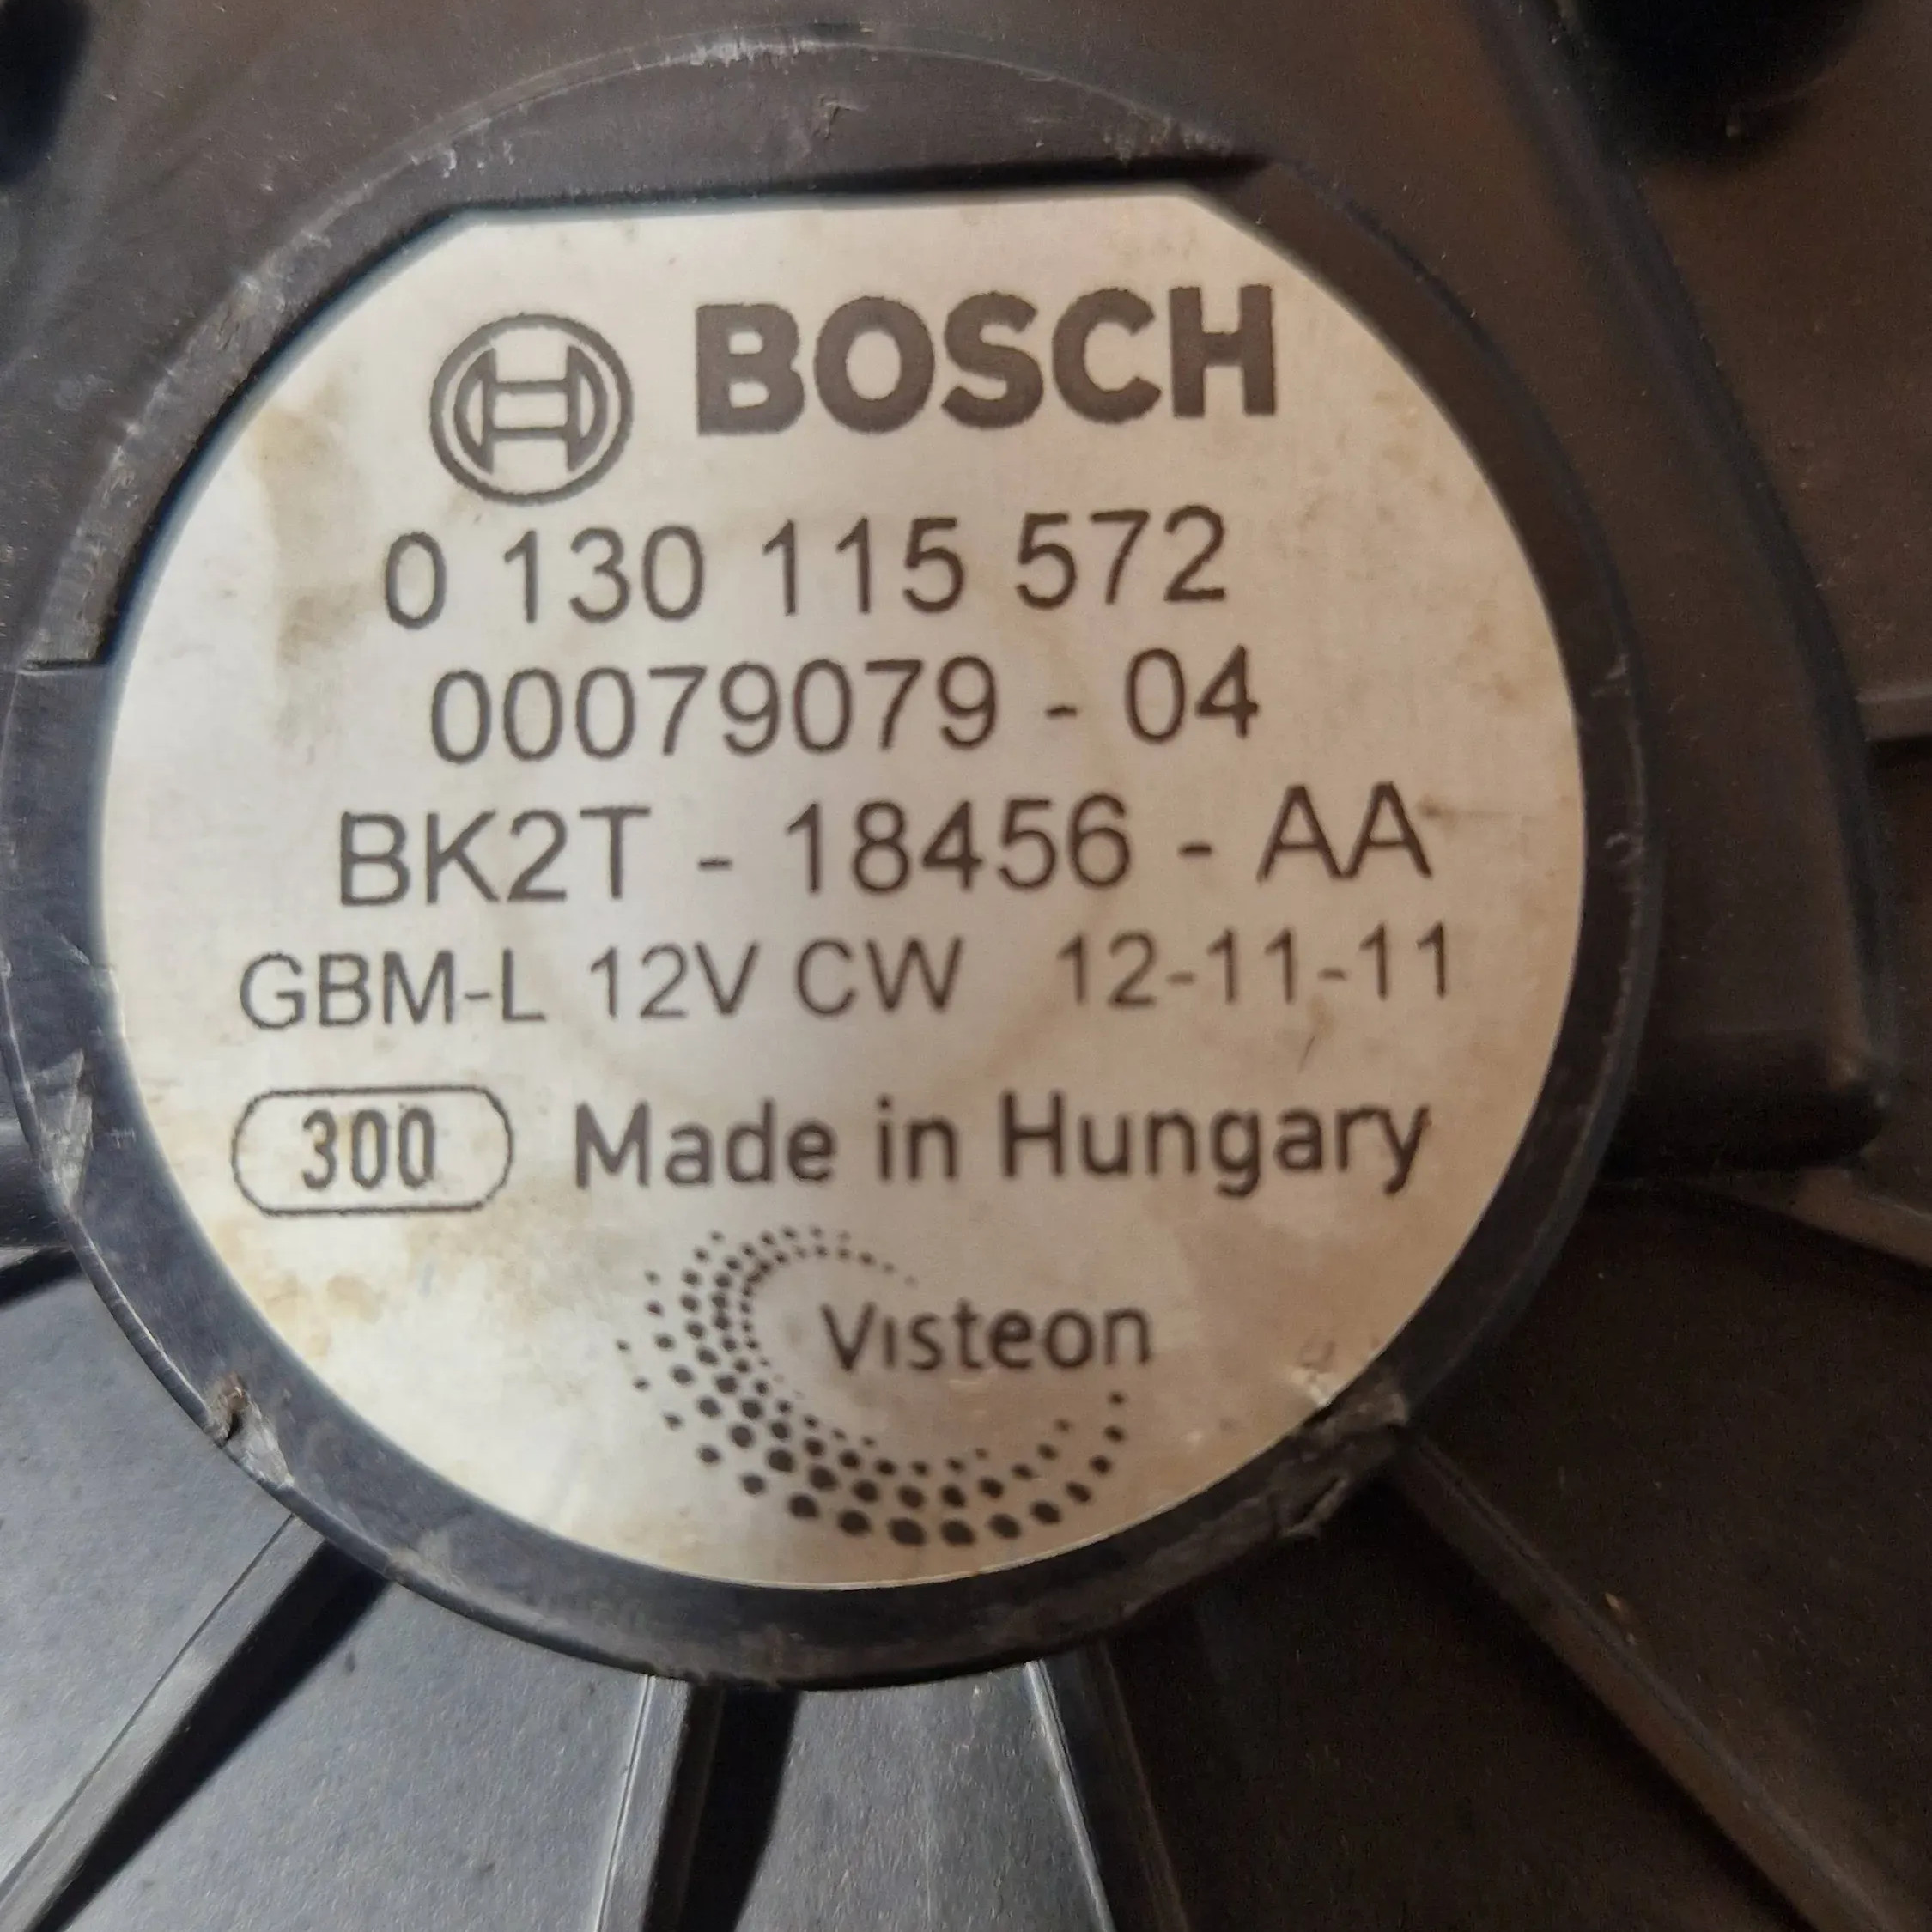 BOSCH
0 130 115 572
00079079 - 04
BK2T - 18456 - AA
GBM-L 12V CW 12-11-11
300 Made in Hungary
Visteon